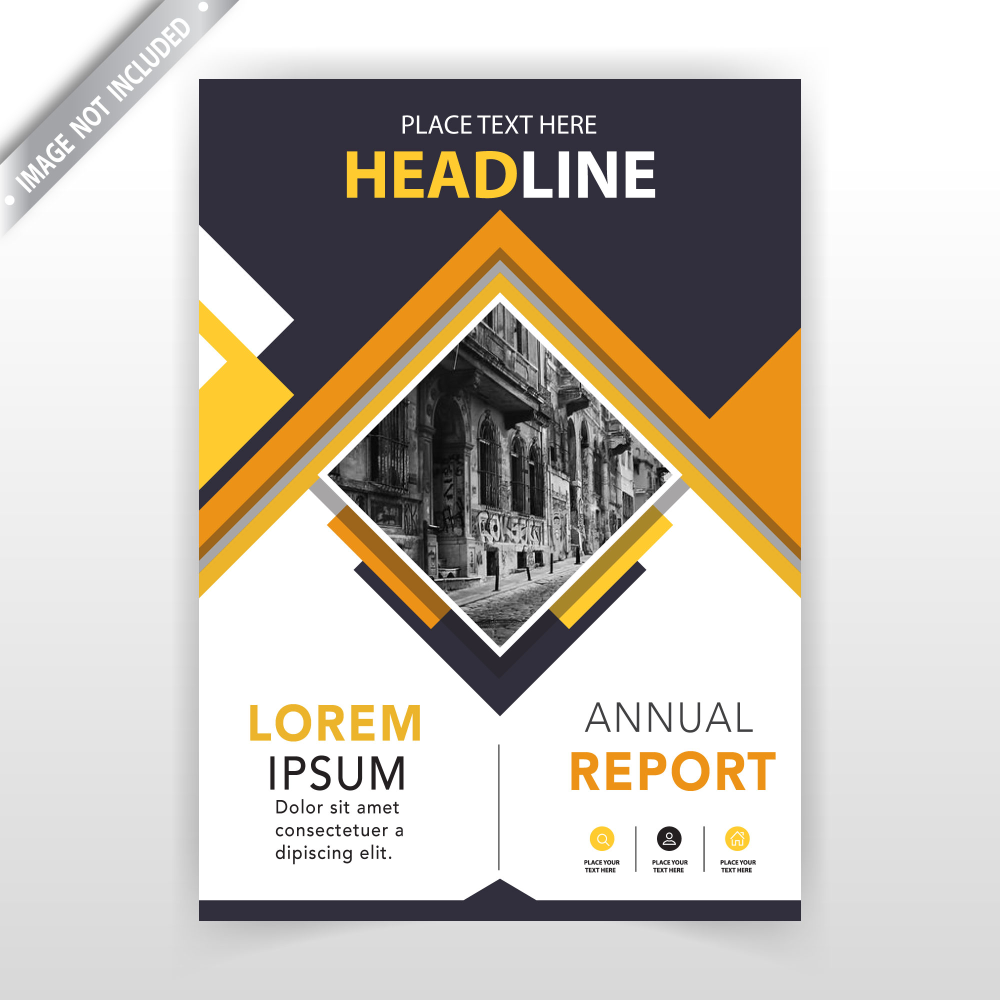 IMAGE NOT INCLUDED
PLACE TEXT HERE
HEADLINE
LOREM
IPSUM
Dolor sit amet
consectetuer a
dipiscing elit.
ANNUAL
REPORT
PLACE YOUR
TEXT HERE
PLACE YOUR
TEXT HERE
PLACE YOUR
TEXT HERE